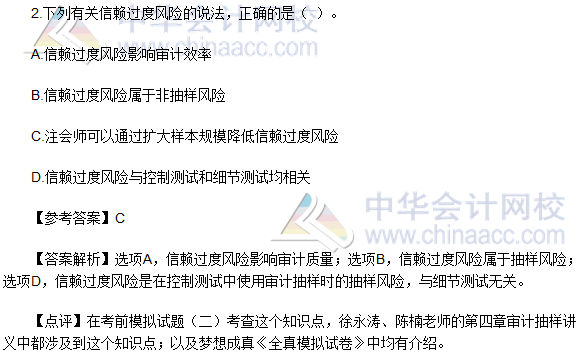 2.下列有关信赖过度风险的说法，正确的是（ ）。
A.信赖过度风险影响审计效率
B.信赖过度风险属于非抽样风险
C.注会师可以通过扩大样本规模降低信赖过度风险
D.信赖过度风险与控制测试和细节测试均相关
【参考答案】C
【答案解析】选项A，信赖过度风险影响审计质量；选项B，信赖过度风险属于抽样风险；
选项D，信赖过度风险是在控制测试中使用审计抽样时的抽样风险，与细节测试无关。
【点评】在考前模拟试题（二）考查这个知识点，徐永涛、陈楠老师的第四章审计抽样讲
义中都涉及到这个知识点；以及梦想成真《全真模拟试卷》中均有介绍。
中华会计网校
www.chinaacc.com
中华会计网校
www.chinaacc.com